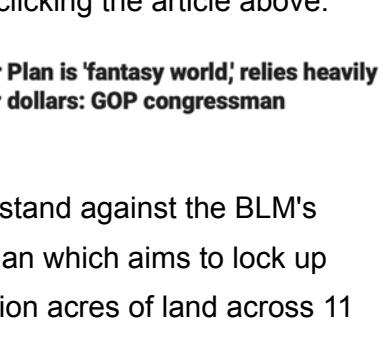 clicking the article above.
Plan is 'fantasy world,' relies heavily
dollars: GOP congressman
stand against the BLM's
an which aims to lock up
ion acres of land across 11